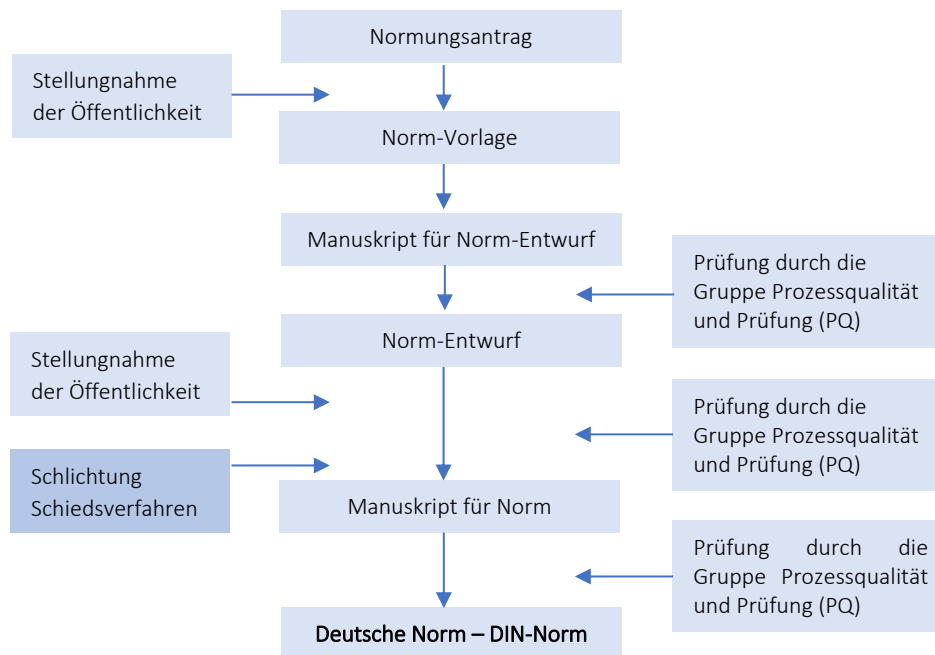 Normungsantrag
Stellungnahme
der Öffentlichkeit
Norm-Vorlage
Manuskript für Norm-Entwurf
Prüfung durch die
Gruppe Prozessqualität
und Prüfung (PQ)
Norm-Entwurf
Stellungnahme
der Öffentlichkeit
Prüfung durch die
Gruppe Prozessqualität
und Prüfung (PQ)
Schlichtung
Schiedsverfahren
Manuskript für Norm
Prüfung durch die
Gruppe Prozessqualität
und Prüfung (PQ)
Deutsche Norm – DIN-Norm